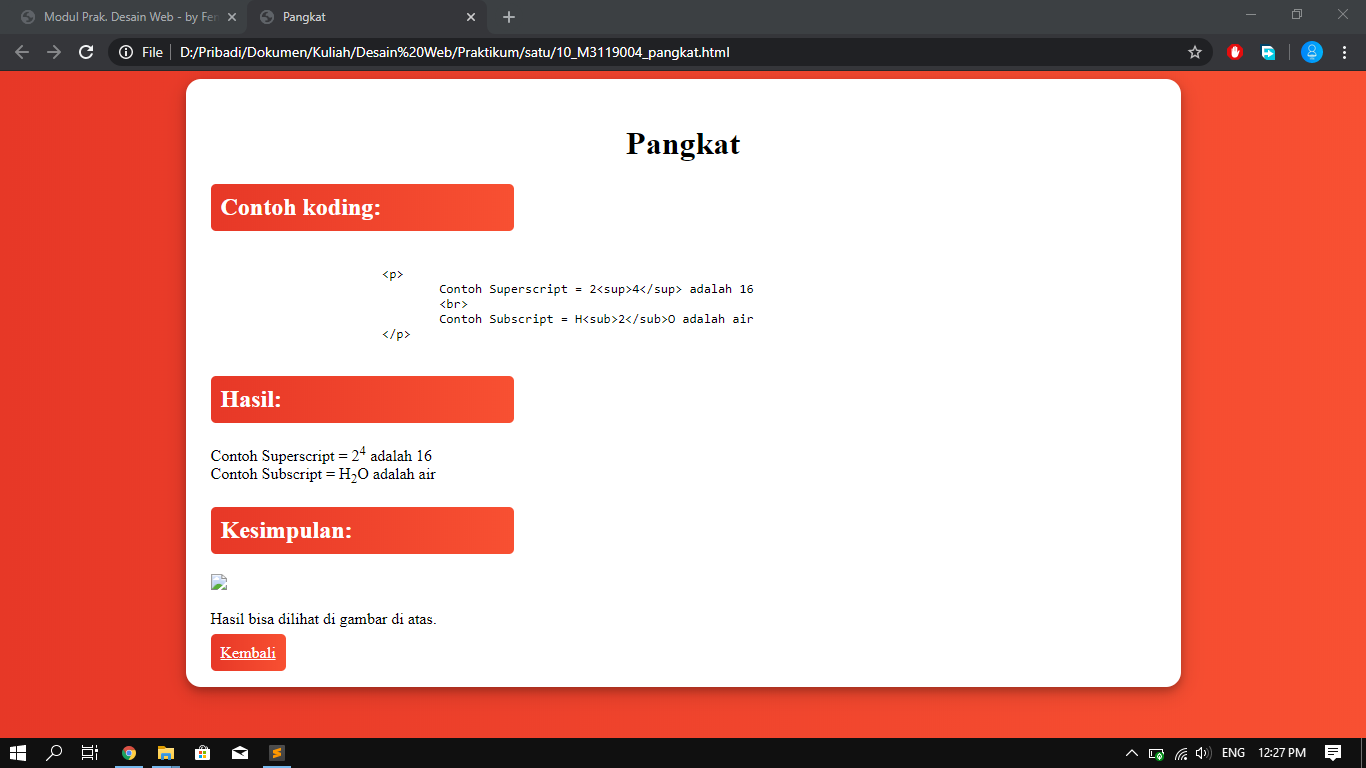 Modul Prak. Desain Web - by Fer
Pangkat
File
D:/Pribadi/Dokumen/Kuliah/Desain%20Web/Praktikum/satu/10_M3119004_pangkat.html
Pangkat
Contoh koding:
<p>
Contoh Superscript = 2<sup>4</sup> adalah 16
<br>
Contoh Subscript = H<sub>2</sub>O adalah air
</p>
Hasil:
Contoh Superscript = 2⁴ adalah 16
Contoh Subscript = H₂O adalah air
Kesimpulan:
Hasil bisa dilihat di gambar di atas.
Kembali
ENG
12:27 PM